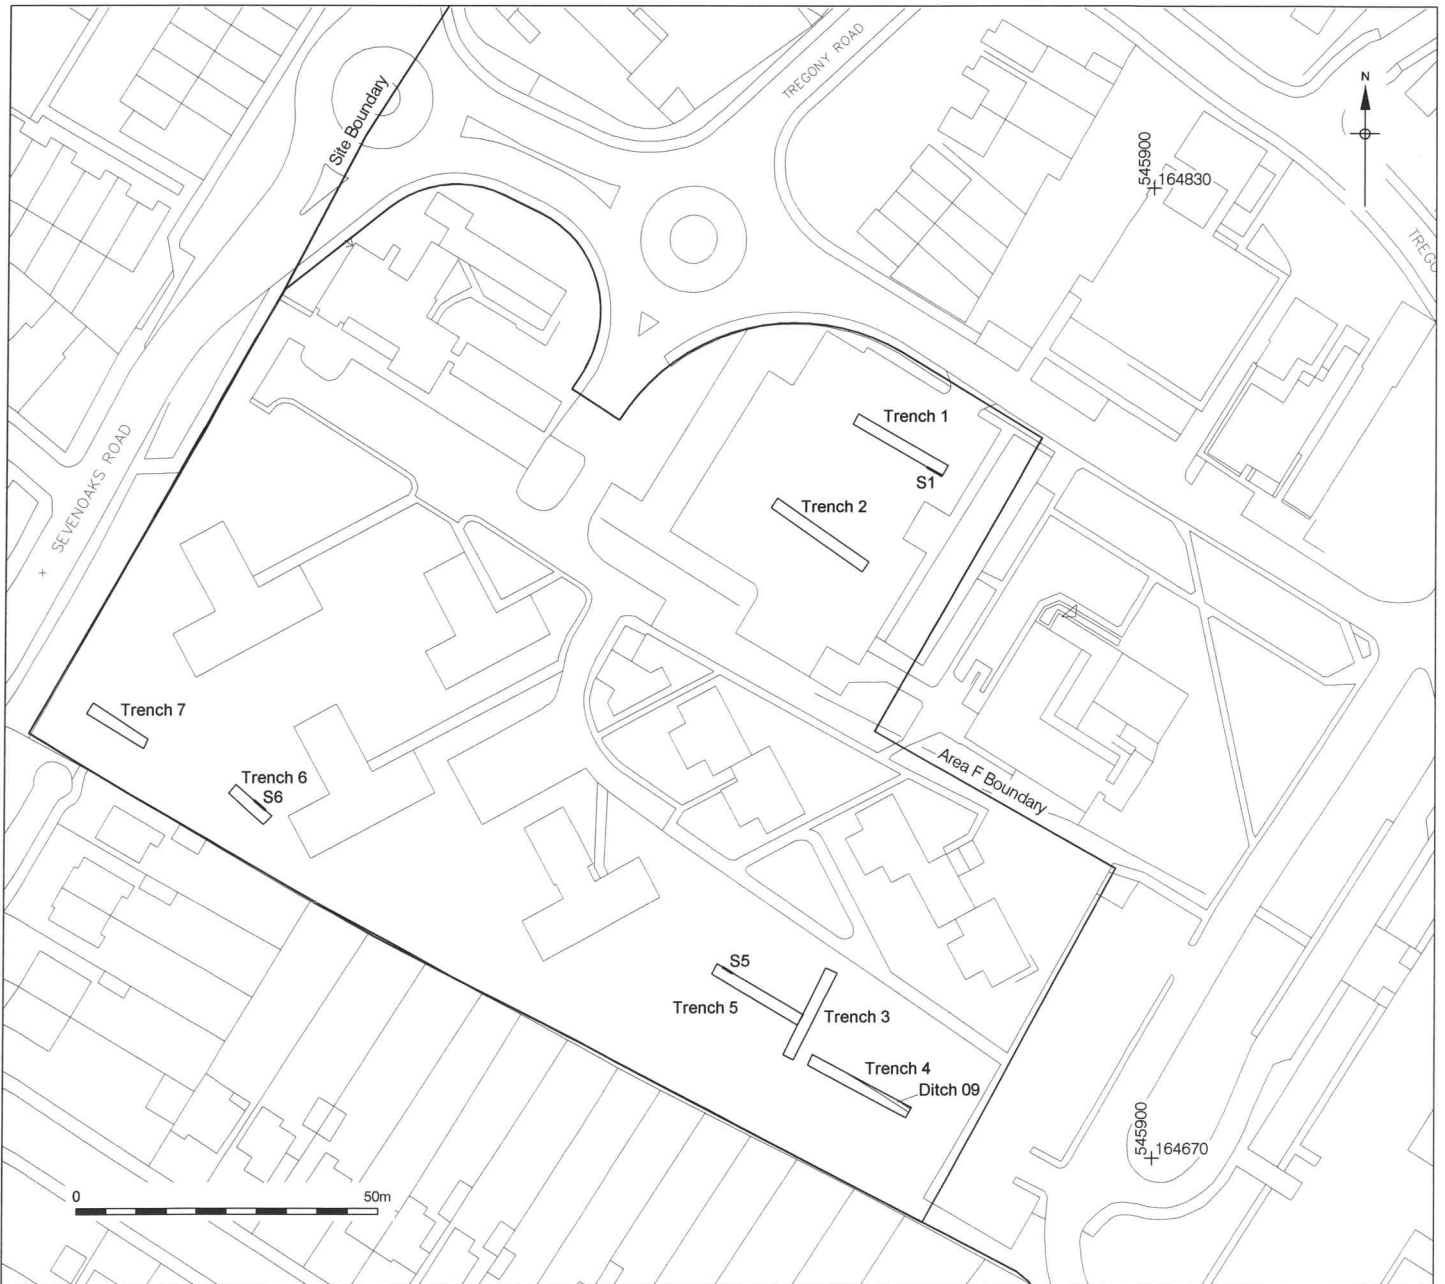 TREGONY ROAD
N
Site Boundary
545900
164830
TREGO
Trench 1
S1
SEVENOAKS ROAD
Trench 2
Trench 7
Trench 6
S6
Area F Boundary
S5
Trench 5
Trench 3
Trench 4
Ditch 09
545900
164670
0
50m